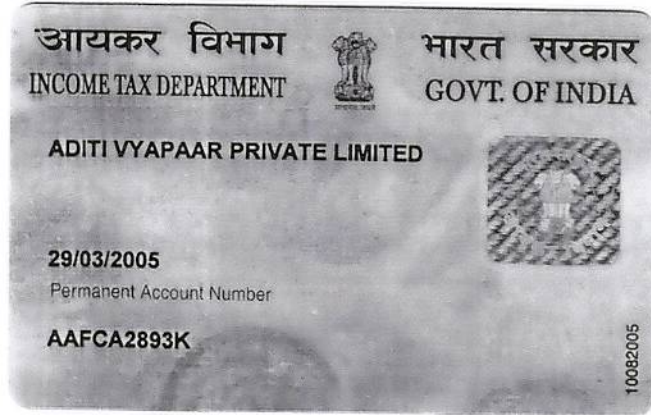 आयकर विभाग
भारत सरकार
INCOME TAX DEPARTMENT
GOVT. OF INDIA
ADITI VYAPAAR PRIVATE LIMITED
29/03/2005
Permanent Account Number
AAFCA2893K
10082005